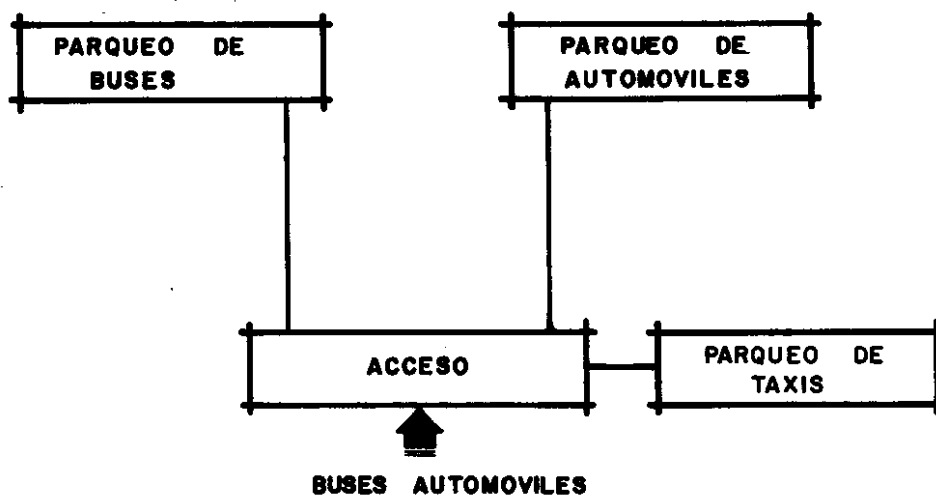 PARQUEO DE
BUSES
PARQUEO DE
AUTOMOVILES
ACCESO
PARQUEO DE
TAXIS
BUSES AUTOMOVILES